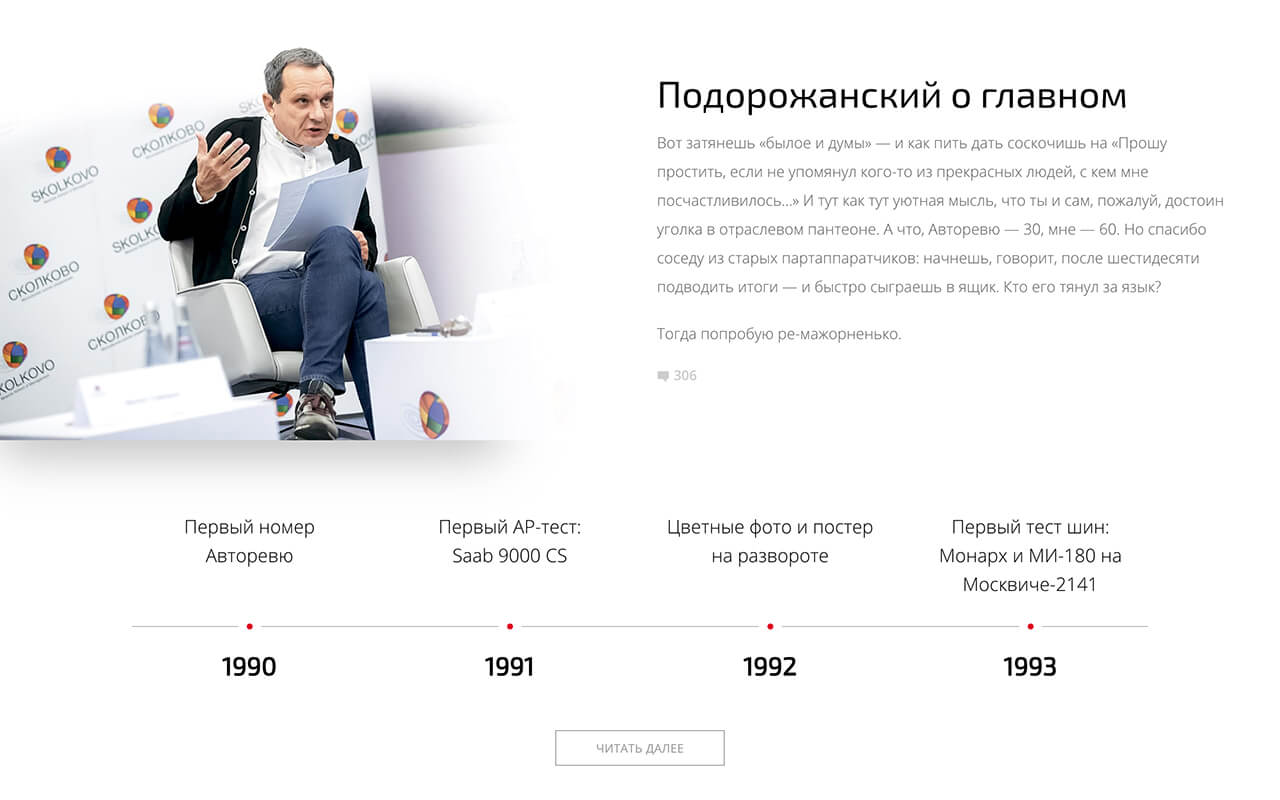 SKOLKOVO
СКОЛКОВО
SKOLKOVO
СКОЛКОВО
СКОЛКОВО
Подорожанский о главном
Вот затянешь «былое и думы» — и как пить дать соскочишь на «Прошу
простить, если не упомянул кого-то из прекрасных людей, с кем мне
посчастливилось...» И тут как тут уютная мысль, что ты и сам, пожалуй, достоин
уголка в отраслевом пантеоне. А что, Авторевю — 30, мне — 60. Но спасибо
соседу из старых партаппаратчиков: начнешь, говорит, после шестидесяти
подводить итоги — и быстро сыграешь в ящик. Кто его тянул за язык?
Тогда попробую ре-мажорненько.
306
Первый номер
Авторевю
1990
Первый АР-тест:
Saab 9000 CS
1991
Цветные фото и постер
на развороте
1992
Первый тест шин:
Монарх и МИ-180 на
Москвиче-2141
1993
ЧИТАТЬ ДАЛЕЕ